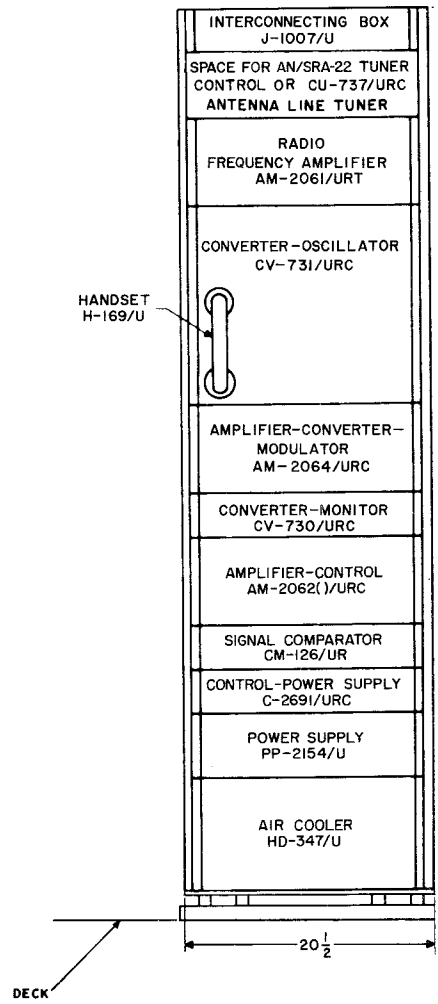 INTERCONNECTING BOX
J-1007/U
SPACE FOR AN/SRA-22 TUNER
CONTROL OR CU-737/URC
ANTENNA LINE TUNER
RADIO
FREQUENCY AMPLIFIER
AM-2061/URT
CONVERTER-OSCILLATOR
CV-731/URC
HANDSET
H-169/U
AMPLIFIER-CONVERTER-
MODULATOR
AM-2064/URC
CONVERTER-MONITOR
CV-730/URC
AMPLIFIER-CONTROL
AM-2062()/URC
SIGNAL COMPARATOR
CM-126/UR
CONTROL-POWER SUPPLY
C-2691/URC
POWER SUPPLY
PP-2154/U
AIR COOLER
HD-347/U
20 1/2
DECK